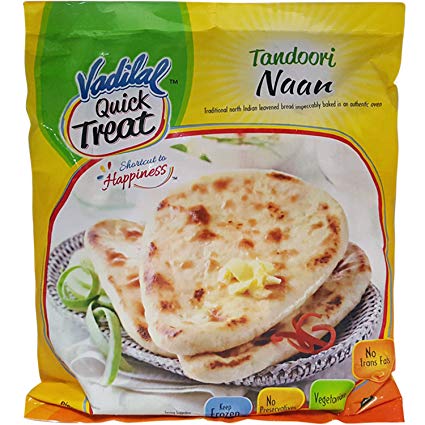 Vadilal TM
Quick
Treat
Shortcut to
Happiness
Tandoori
Naan
Traditional north Indian leavened bread impeccably baked in an authentic oven
No
Trans Fats
Keep
Frozen
No
Preservatives
Vegetarian